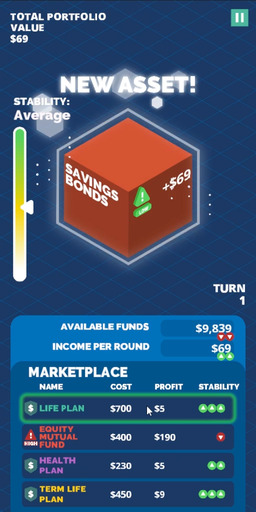 TOTAL PORTFOLIO
VALUE
$69
NEW ASSET!
STABILITY:
Average
SAVINGS
BONDS
+$69
LOW
TURN
1
AVAILABLE FUNDS $9,839
INCOME PER ROUND $69
MARKETPLACE
NAME COST PROFIT STABILITY
LIFE PLAN $700 $5
HIGH EQUITY MUTUAL FUND $400 $190
HEALTH PLAN $230 $5
TERM LIFE PLAN $450 $9